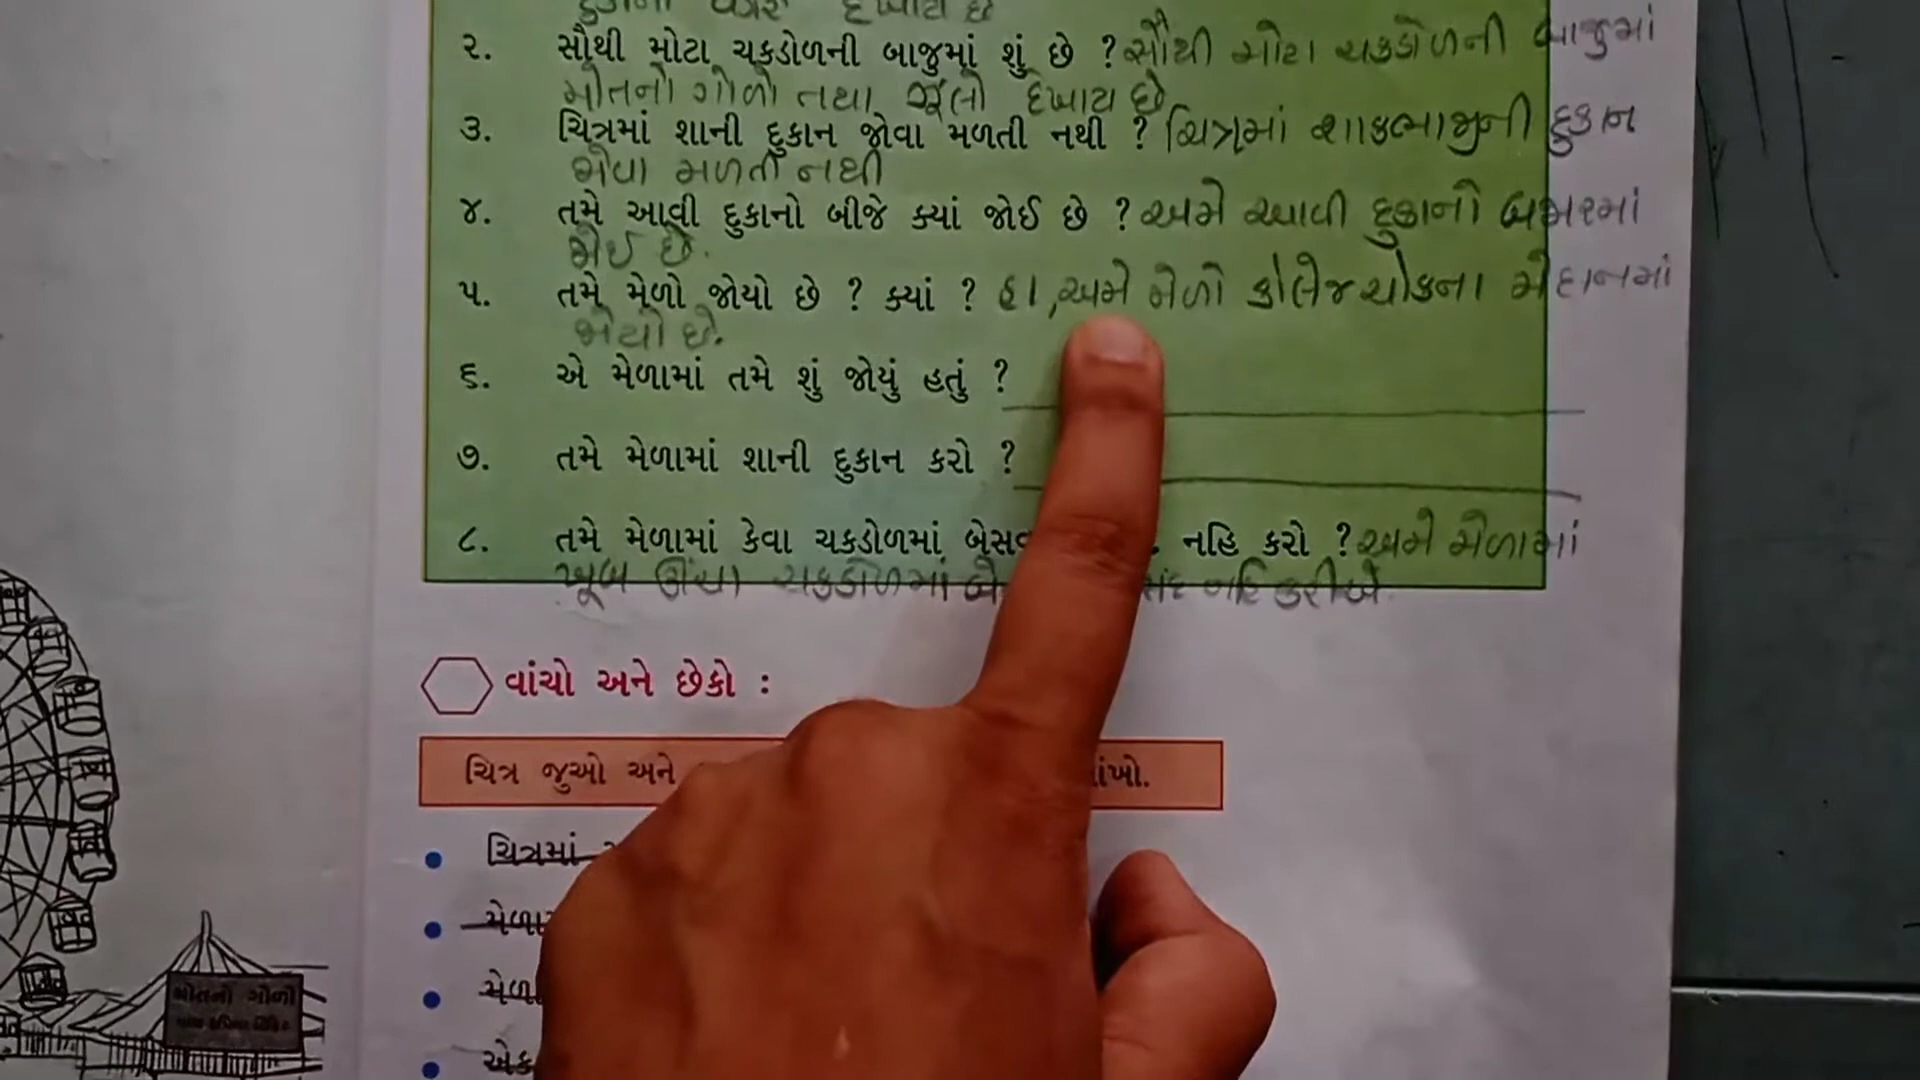 દુકાનો દેખાય છે
૨. સૌથી મોટા ચકડોળની બાજુમાં શું છે ? સૌથી મોટા ચકડોળની બાજુમાં
મોતનો ગોળો તથા ઝૂલો દેખાય છે
૩. ચિત્રમાં શાની દુકાન જોવા મળતી નથી ? ચિત્રમાં શાકભાજીની દુકાન
જોવા મળતી નથી
૪. તમે આવી દુકાનો બીજે ક્યાં જોઈ છે ? અમે આવી દુકાનો બજારમાં
જોઈ છે.
૫. તમે મેળો જોયો છે ? ક્યાં ? હા, અમે મેળો કોલેજચોકના મેદાનમાં
જોયો છે.
૬. એ મેળામાં તમે શું જોયું હતું ?
૭. તમે મેળામાં શાની દુકાન કરો ?
૮. તમે મેળામાં કેવા ચકડોળમાં નહિ કરો ? અમે મેળામાં
ખૂબ ઊંચા ચકડોળમાં નહિ કરીએ.
વાંચો અને છેકો :
ચિત્ર જુઓ અને
ચિત્રમાં
મોતનો ગોળો